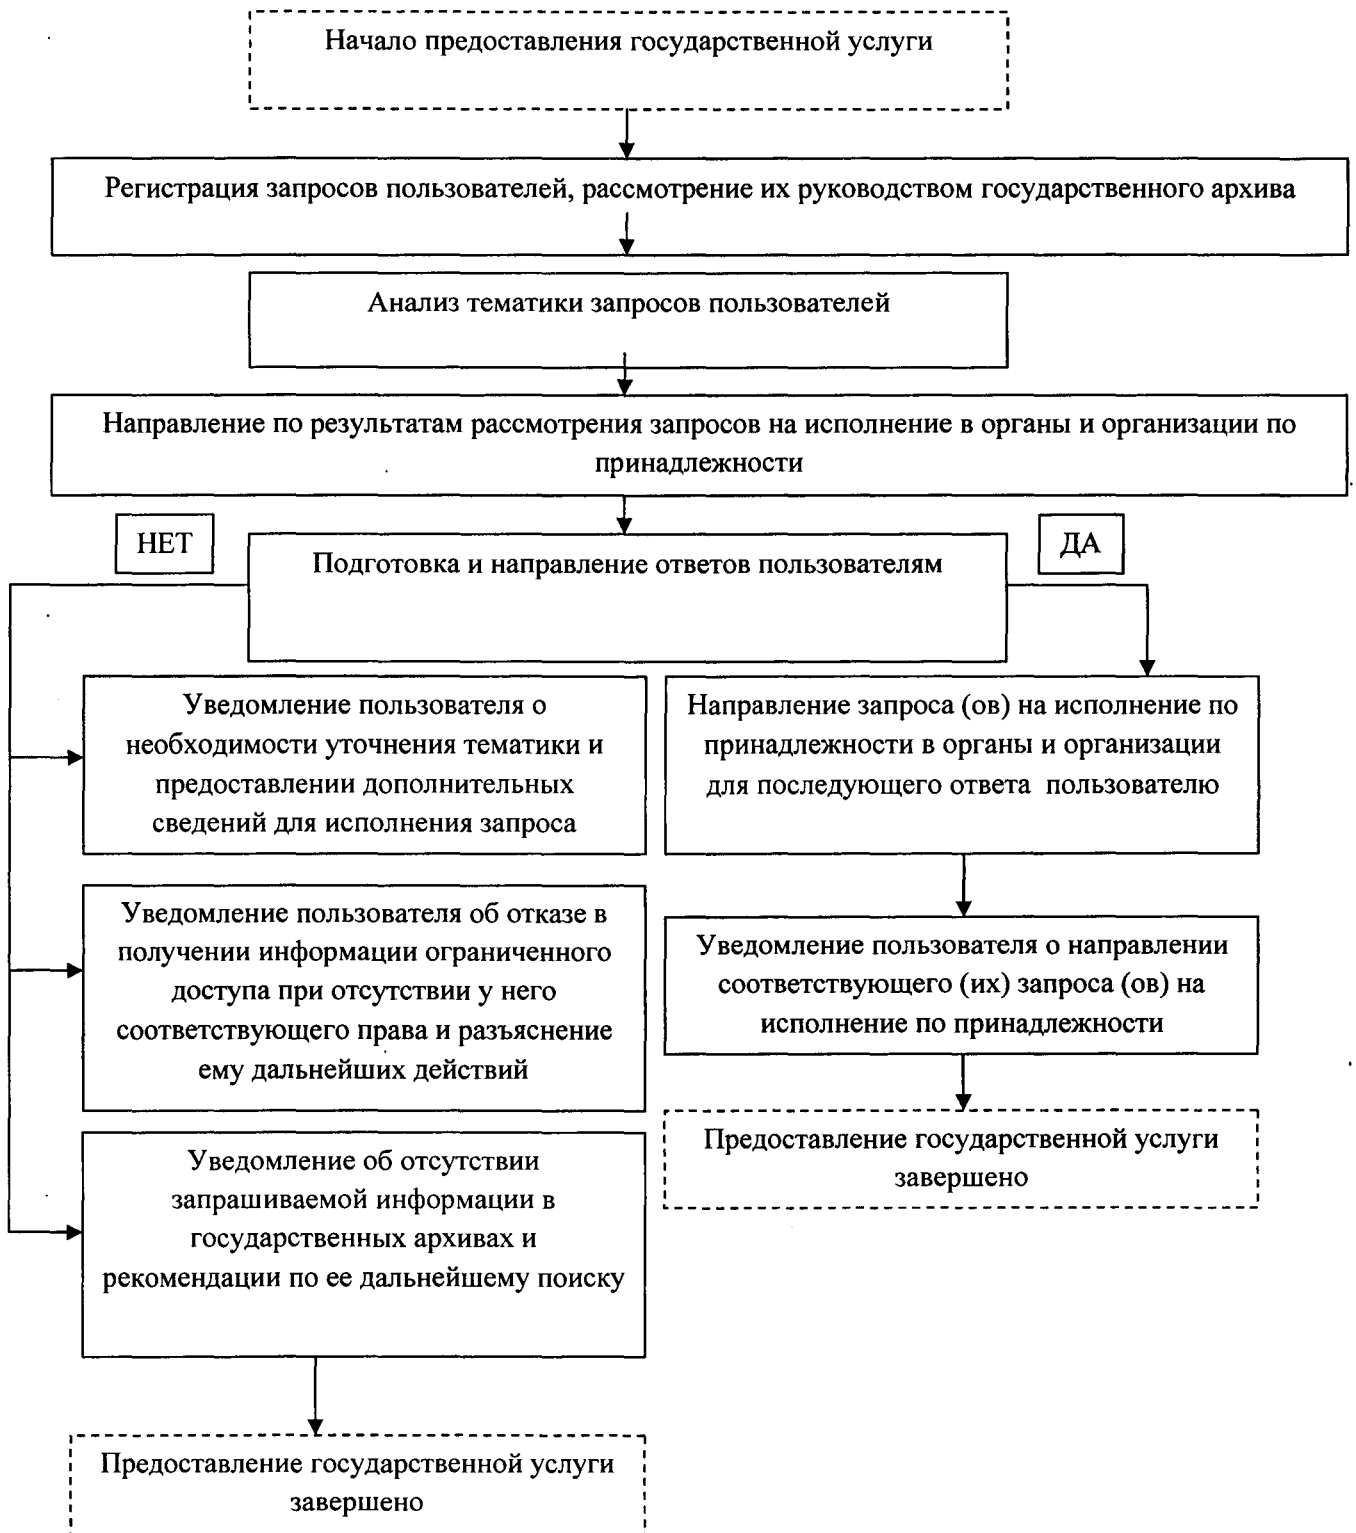 Начало предоставления государственной услуги
Регистрация запросов пользователей, рассмотрение их руководством государственного архива
Анализ тематики запросов пользователей
Направление по результатам рассмотрения запросов на исполнение в органы и организации по
принадлежности
НЕТ
ДА
Подготовка и направление ответов пользователям
Уведомление пользователя о
необходимости уточнения тематики и
предоставлении дополнительных
сведений для исполнения запроса
Направление запроса (ов) на исполнение по
принадлежности в органы и организации
для последующего ответа пользователю
Уведомление пользователя об отказе в
получении информации ограниченного
доступа при отсутствии у него
соответствующего права и разъяснение
ему дальнейших действий
Уведомление пользователя о направлении
соответствующего (их) запроса (ов) на
исполнение по принадлежности
Предоставление государственной услуги
завершено
Уведомление об отсутствии
запрашиваемой информации в
государственных архивах и
рекомендации по ее дальнейшему поиску
Предоставление государственной услуги
завершено